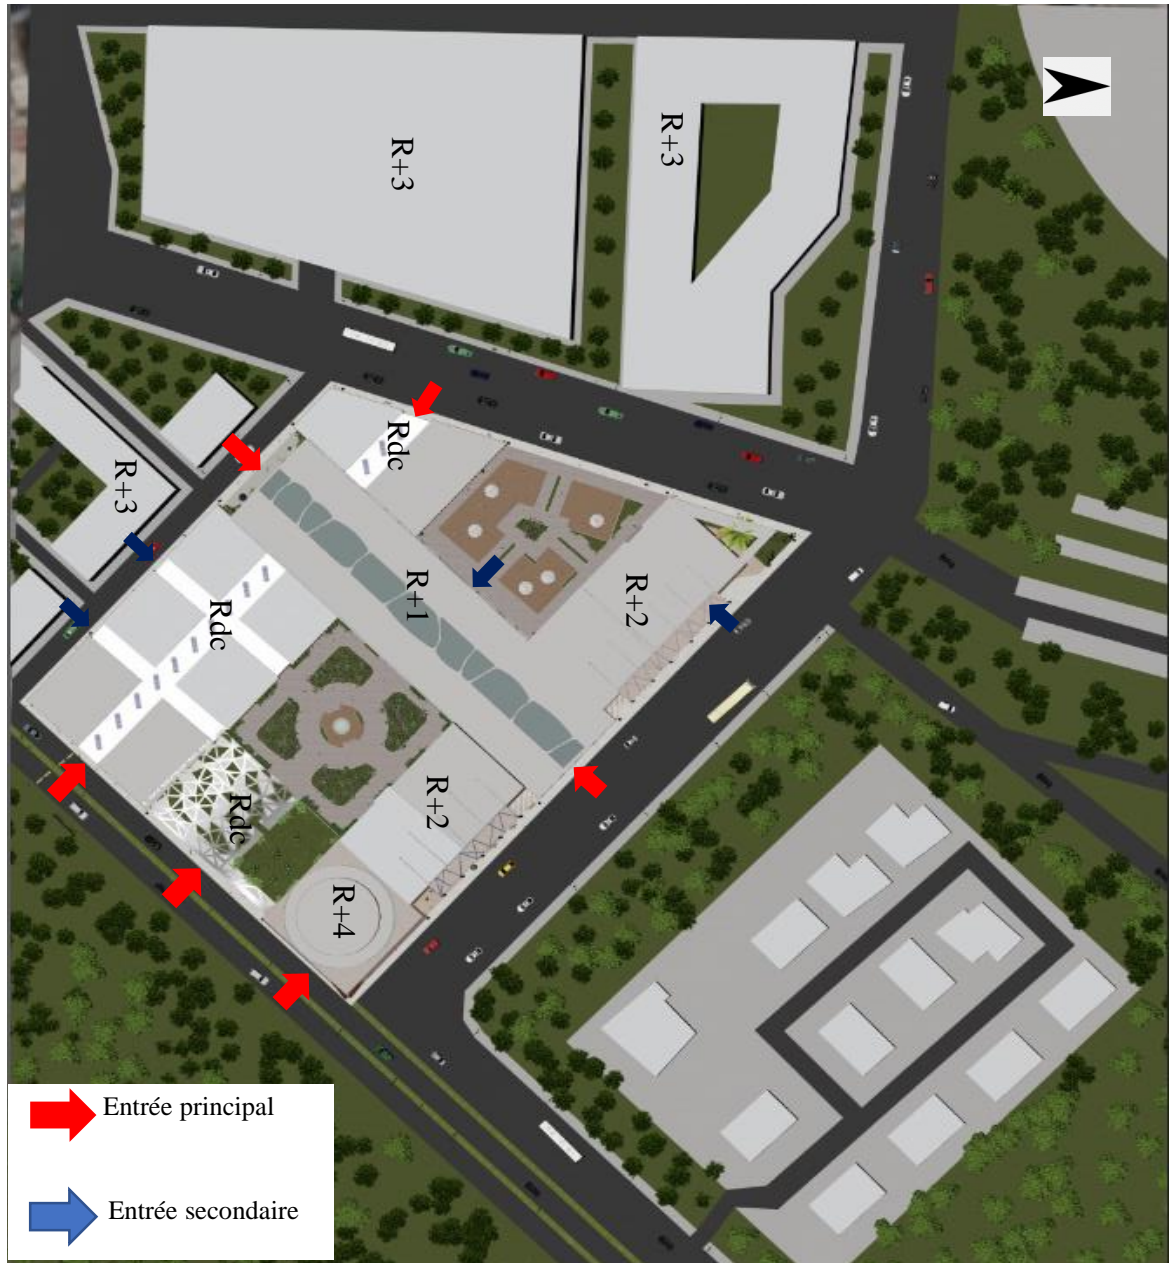 R+3
R+3
Rdc
R+3
R+1
R+2
Rdc
R+2
Rdc
R+4
Entrée principal
Entrée secondaire